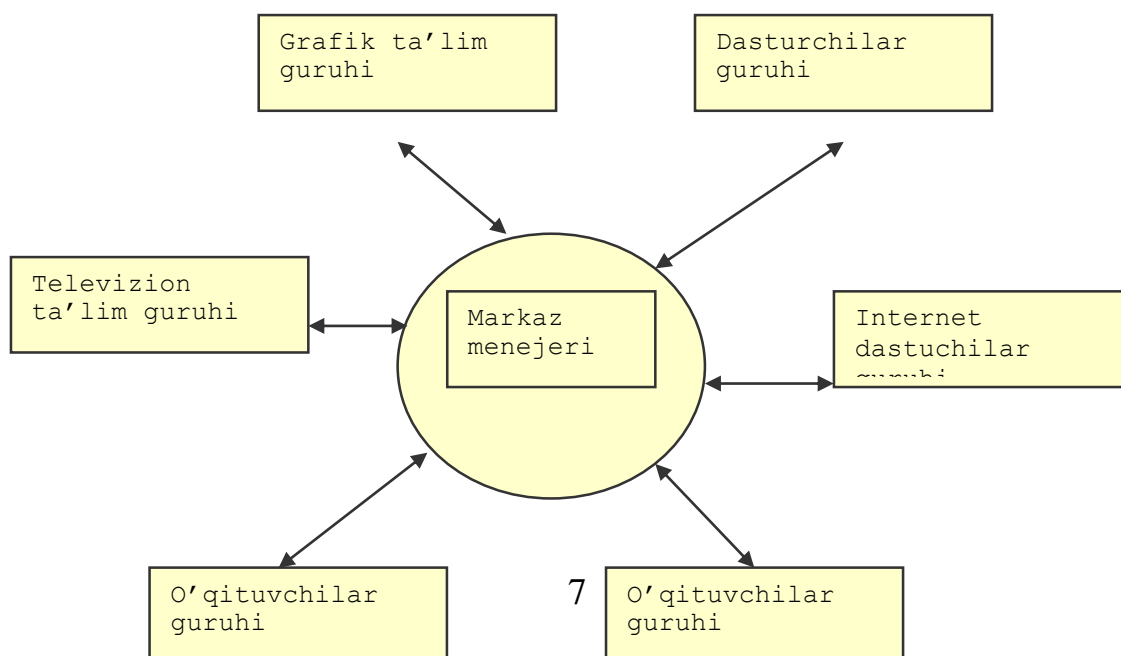 Grafik ta’lim
guruhi
Dasturchilar
guruhi
Televizion
ta’lim guruhi
Markaz
menejeri
Internet
dastuchilar
guruhi
O’qituvchilar
guruhi
7
O’qituvchilar
guruhi